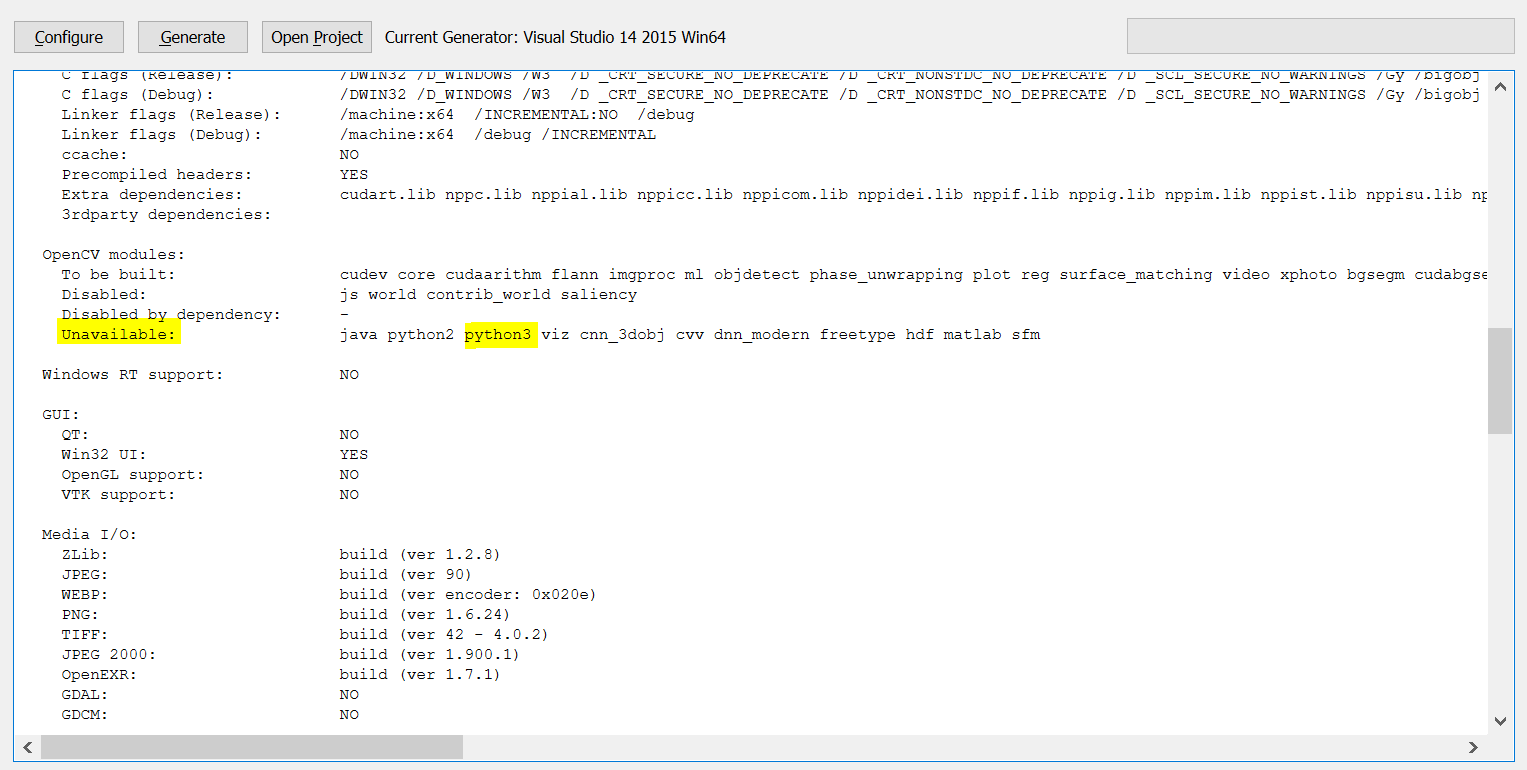 Configure Generate Open Project Current Generator: Visual Studio 14 2015 Win64
C flags (Release): /DWIN32 /D_WINDOWS /W3 /D _CRT_SECURE_NO_DEPRECATE /D _CRT_NONSTDC_NO_DEPRECATE /D _SCL_SECURE_NO_WARNINGS /Gy /bigobj
C flags (Debug): /DWIN32 /D_WINDOWS /W3 /D _CRT_SECURE_NO_DEPRECATE /D _CRT_NONSTDC_NO_DEPRECATE /D _SCL_SECURE_NO_WARNINGS /Gy /bigobj
Linker flags (Release): /machine:x64 /INCREMENTAL:NO /debug
Linker flags (Debug): /machine:x64 /debug /INCREMENTAL
ccache: NO
Precompiled headers: YES
Extra dependencies: cudart.lib nppc.lib nppial.lib nppicc.lib nppicom.lib nppidei.lib nppif.lib nppig.lib nppim.lib nppist.lib nppisu.lib np
3rdparty dependencies:
OpenCV modules:
To be built: cudev core cudaarithm flann imgproc ml objdetect phase_unwrapping plot reg surface_matching video xphoto bgsegm cudabgse
Disabled: js world contrib_world saliency
Disabled by dependency: -
Unavailable: java python2 python3 viz cnn_3dobj cvv dnn_modern freetype hdf matlab sfm
Windows RT support: NO
GUI:
QT: NO
Win32 UI: YES
OpenGL support: NO
VTK support: NO
Media I/O:
ZLib: build (ver 1.2.8)
JPEG: build (ver 90)
WEBP: build (ver encoder: 0x020e)
PNG: build (ver 1.6.24)
TIFF: build (ver 42 - 4.0.2)
JPEG 2000: build (ver 1.900.1)
OpenEXR: build (ver 1.7.1)
GDAL: NO
GDCM: NO